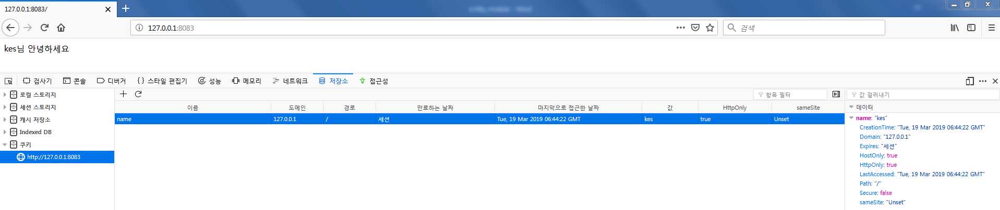 127.0.0.1:8083/
127.0.0.1:8083
검색
kes님 안녕하세요
검사기 콘솔 디버거 스타일 편집기 성능 메모리 네트워크 저장소 접근성
로컬 스토리지
세션 스토리지
캐시 저장소
Indexed DB
쿠키
http://127.0.0.1:8083
항목 필터
이름 도메인 경로 만료하는 날짜 마지막으로 접근한 날짜 값 HttpOnly sameSite
name 127.0.0.1 / 세션 Tue, 19 Mar 2019 06:44:22 GMT kes true Unset
값 걸러내기
데이터
name: "kes"
CreationTime: "Tue, 19 Mar 2019 06:44:22 GMT"
Domain: "127.0.0.1"
Expires: "세션"
HostOnly: true
HttpOnly: true
LastAccessed: "Tue, 19 Mar 2019 06:44:22 GMT"
Path: "/"
Secure: false
sameSite: "Unset"